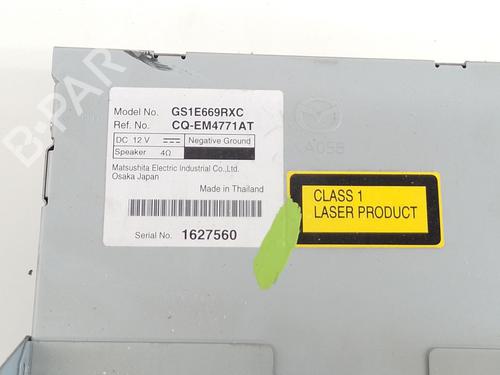 Model No. GS1E669RXC
Ref. No. CQ-EM4771AT
DC 12 V Negative Ground
Speaker 4Ω
Matsushita Electric Industrial Co.,Ltd.
Osaka Japan
Made in Thailand
Serial No. 1627560
A05B
CLASS 1
LASER PRODUCT
B-PARTS